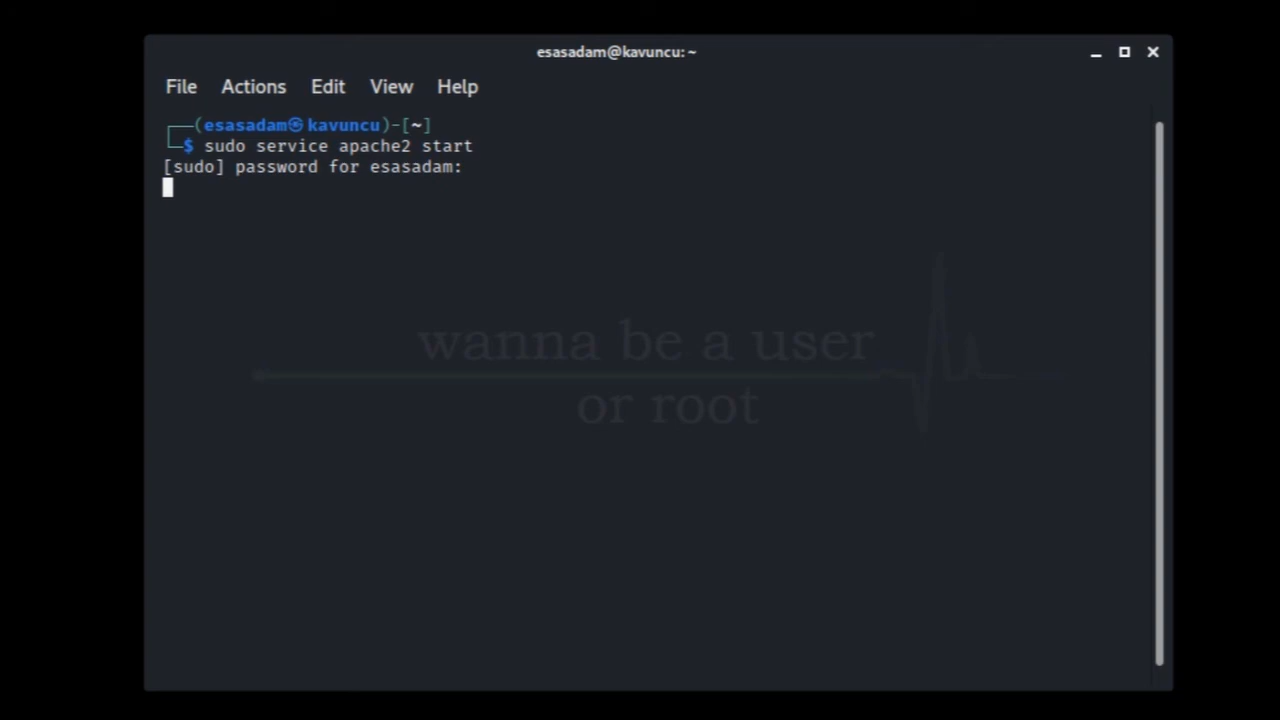 esasadam@kavuncu: ~
File Actions Edit View Help
┌──(esasadam㉿kavuncu)-[~]
└─$ sudo service apache2 start
[sudo] password for esasadam:
wanna be a user
or root